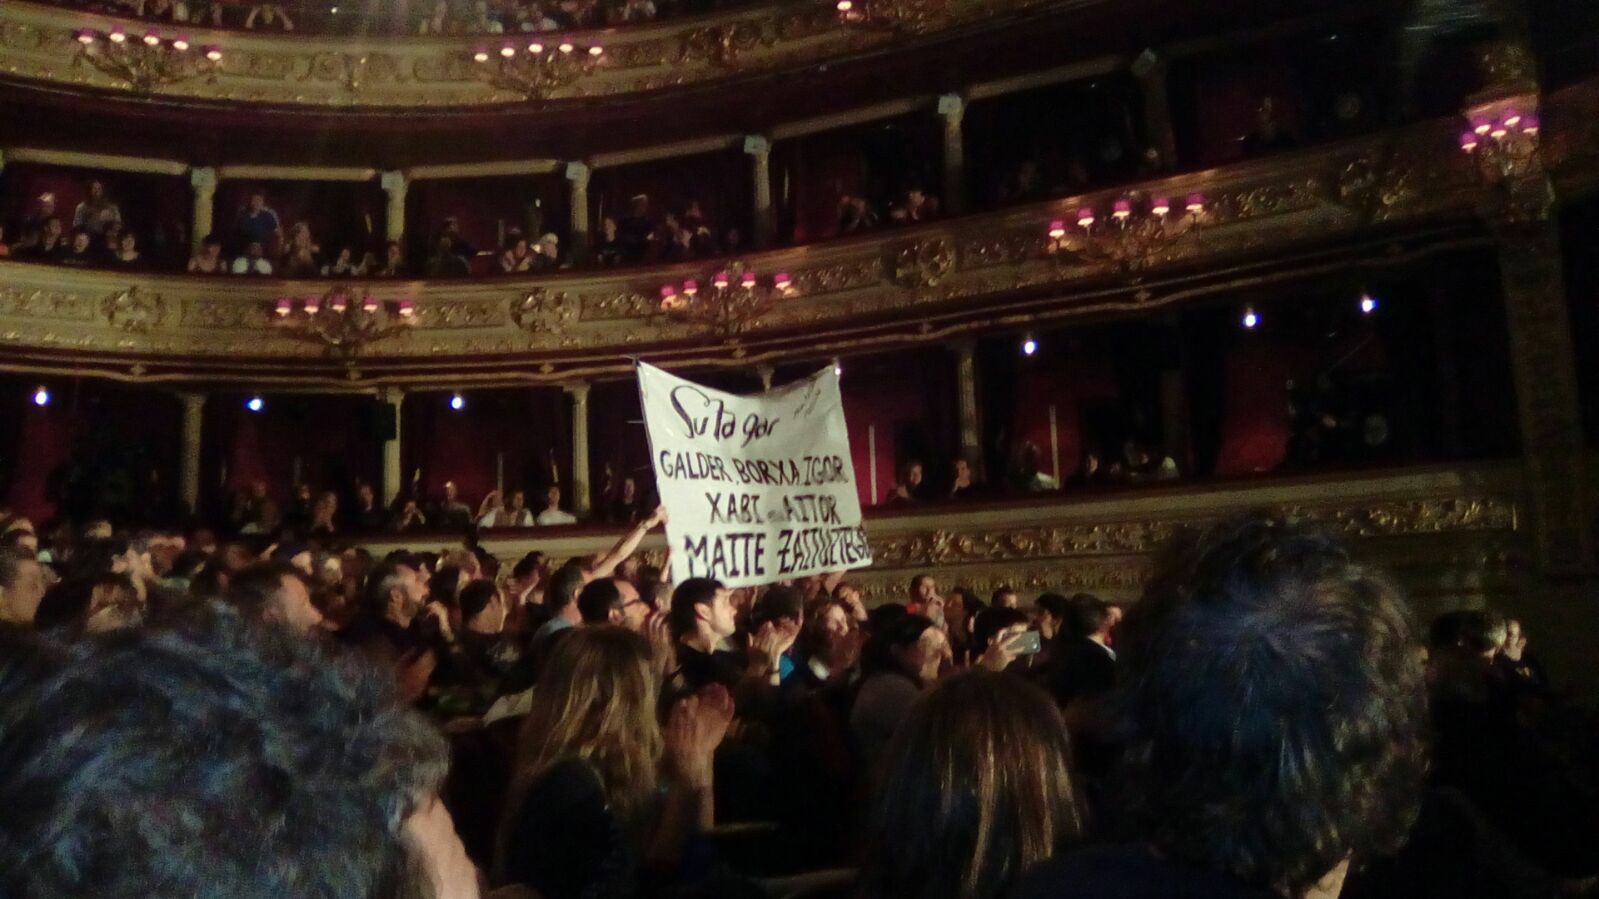 Su Ta gar
GALDER, BORXA, IGOR
XABI AITOR
MAITE ZAITUZTEGU